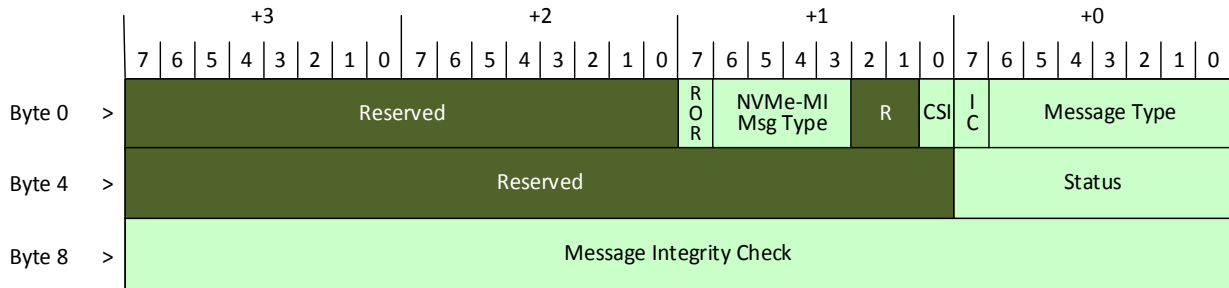 +3 +2 +1 +0
7 6 5 4 3 2 1 0 7 6 5 4 3 2 1 0 7 6 5 4 3 2 1 0 7 6 5 4 3 2 1 0
Byte 0 > Reserved ROR NVMe-MI Msg Type R CSI IC Message Type
Byte 4 > Reserved Status
Byte 8 > Message Integrity Check